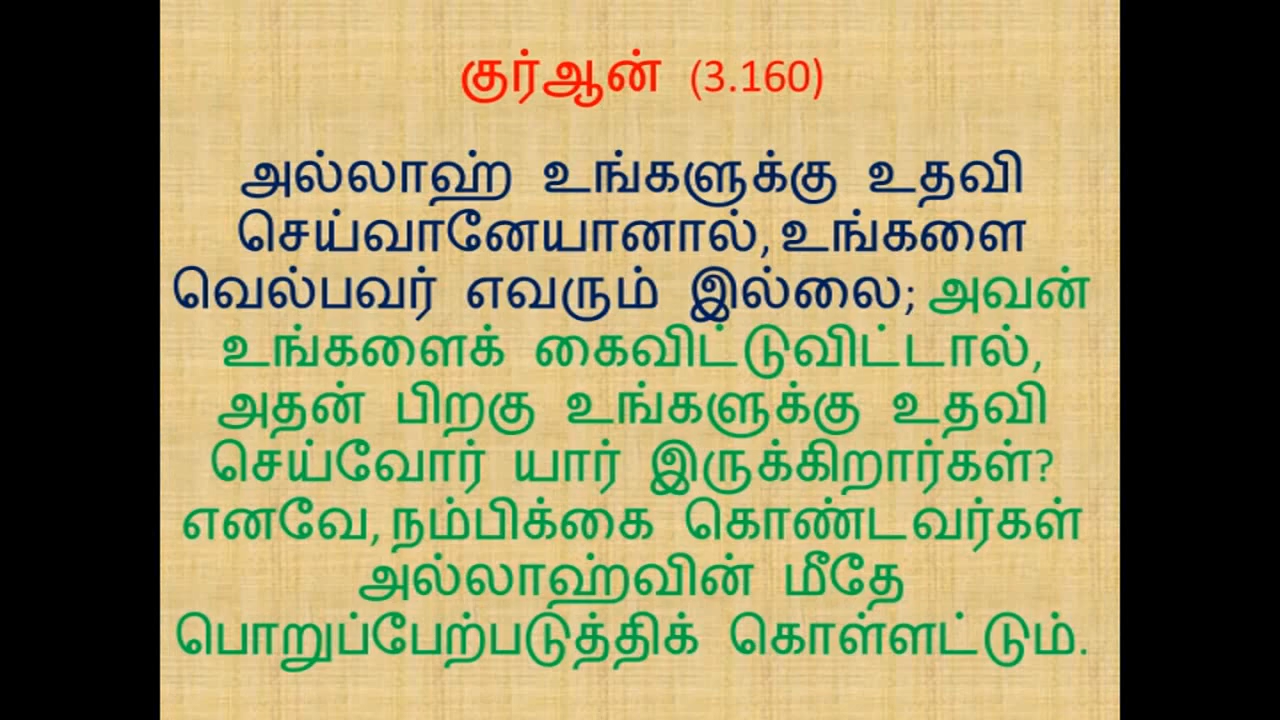 குர்ஆன் (3.160)
அல்லாஹ் உங்களுக்கு உதவி
செய்வானேயானால், உங்களை
வெல்பவர் எவரும் இல்லை; அவன்
உங்களைக் கைவிட்டுவிட்டால்,
அதன் பிறகு உங்களுக்கு உதவி
செய்வோர் யார் இருக்கிறார்கள்?
எனவே, நம்பிக்கை கொண்டவர்கள்
அல்லாஹ்வின் மீதே
பொறுப்பேற்படுத்திக் கொள்ளட்டும்.